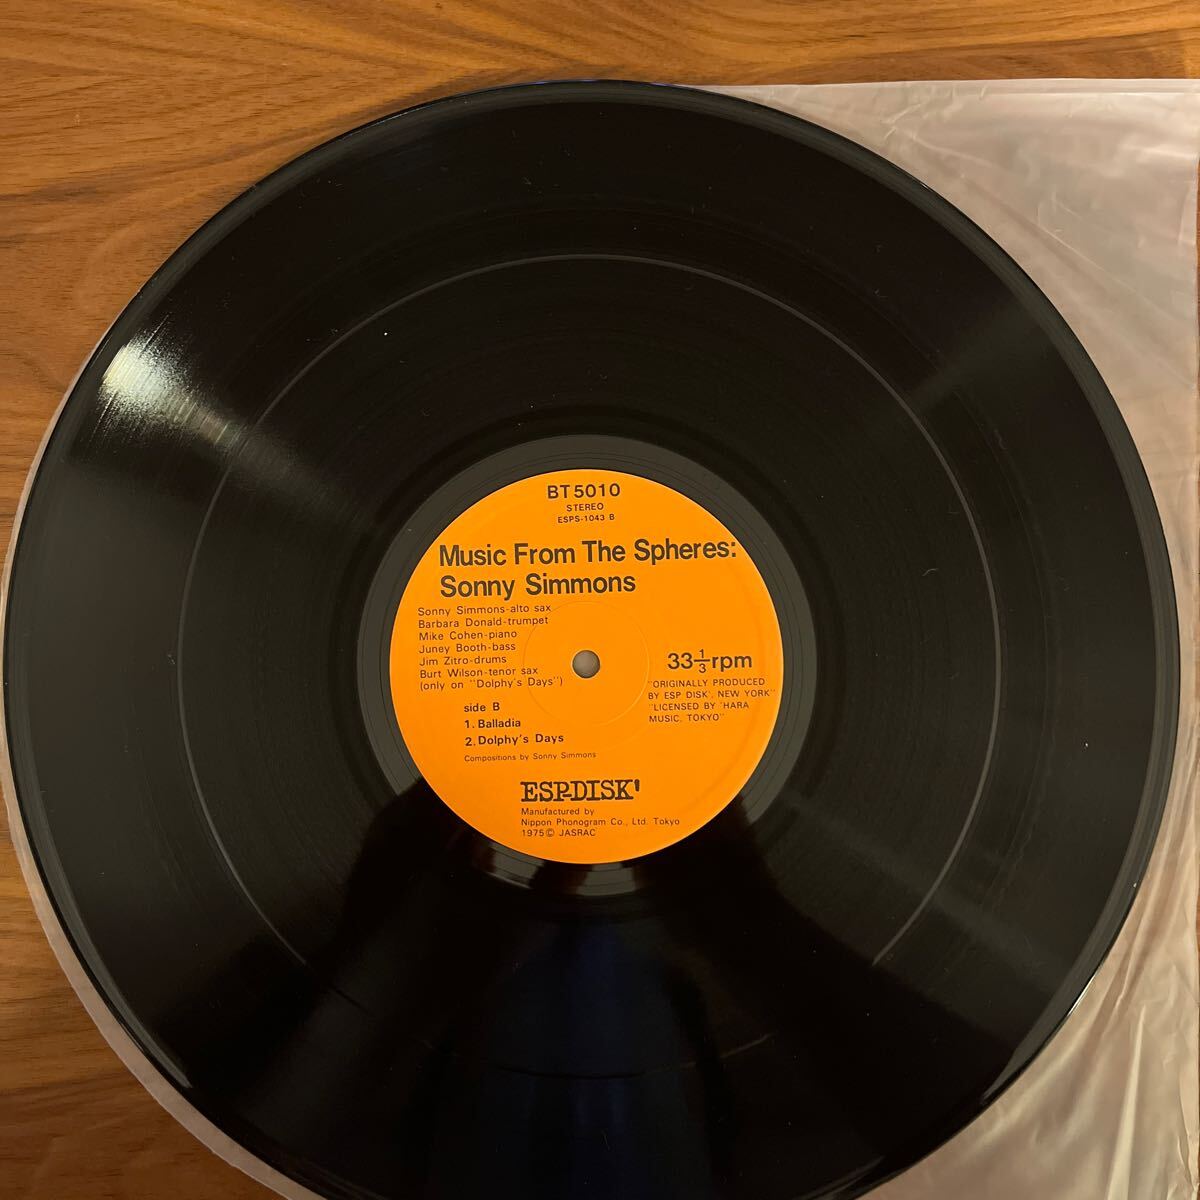 BT 5010
STEREO
ESPS-1043 B
Music From The Spheres:
Sonny Simmons
Sonny Simmons-alto sax
Barbara Donald-trumpet
Mike Cohen-piano
Juney Booth-bass
Jim Zitro-drums
Burt Wilson-tenor sax
(only on "Dolphy's Days")
33 1/3 rpm
"ORIGINALLY PRODUCED
BY ESP DISK', NEW YORK"
"LICENSED BY 'HARA
MUSIC, TOKYO"
side B
1. Balladia
2. Dolphy's Days
Compositions by Sonny Simmons
ESP-DISK'
Manufactured by
Nippon Phonogram Co., Ltd. Tokyo
1975 © JASRAC